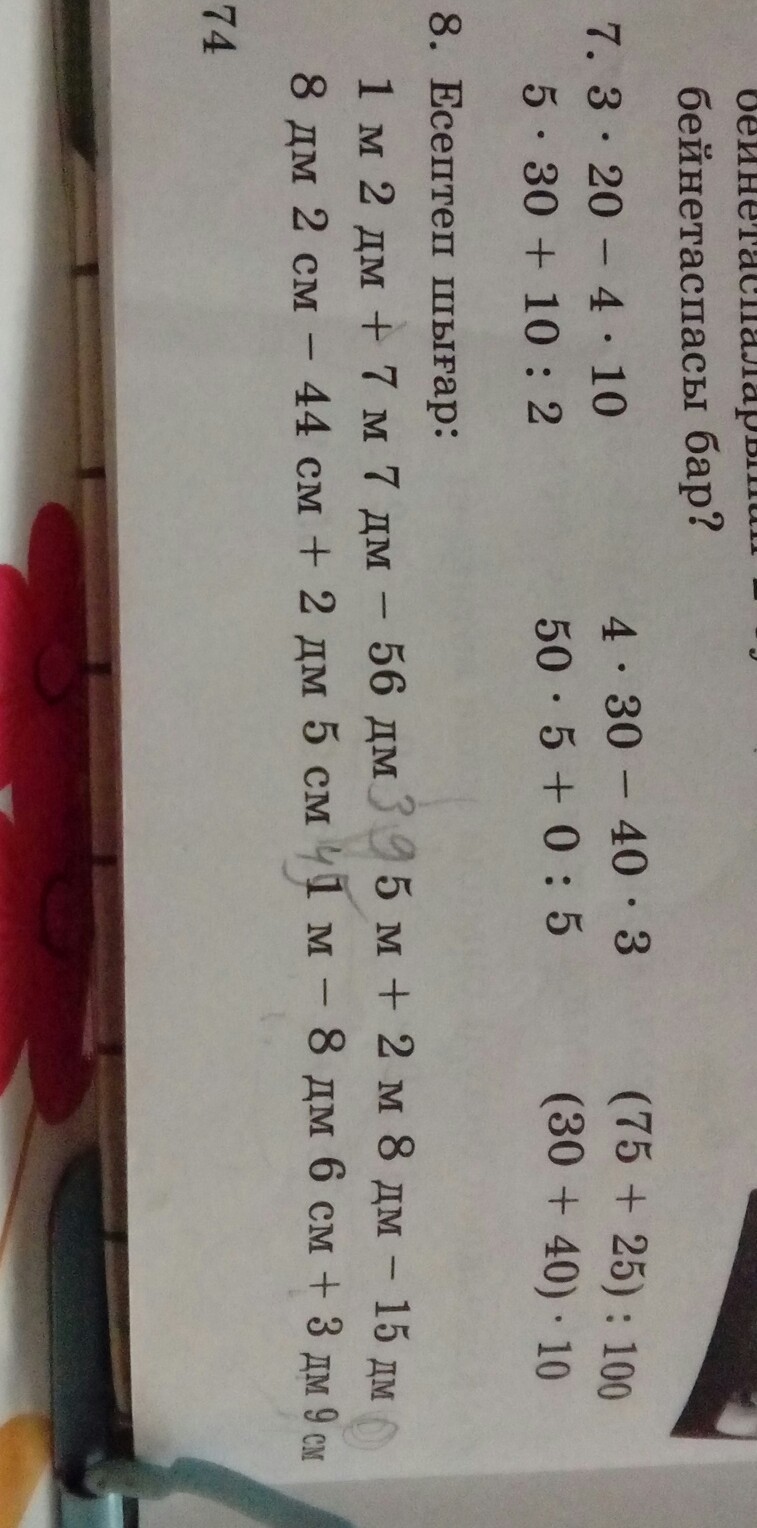 бейнетаспасы бар?
7. 3 · 20 − 4 · 10 4 · 30 − 40 · 3 (75 + 25) : 100
5 · 30 + 10 : 2 50 · 5 + 0 : 5 (30 + 40) · 10
8. Есептеп шығар:
1 м 2 дм + 7 м 7 дм − 56 дм 5 м + 2 м 8 дм − 15 дм
8 дм 2 см − 44 см + 2 дм 5 см 1 м − 8 дм 6 см + 3 дм 9 см
74